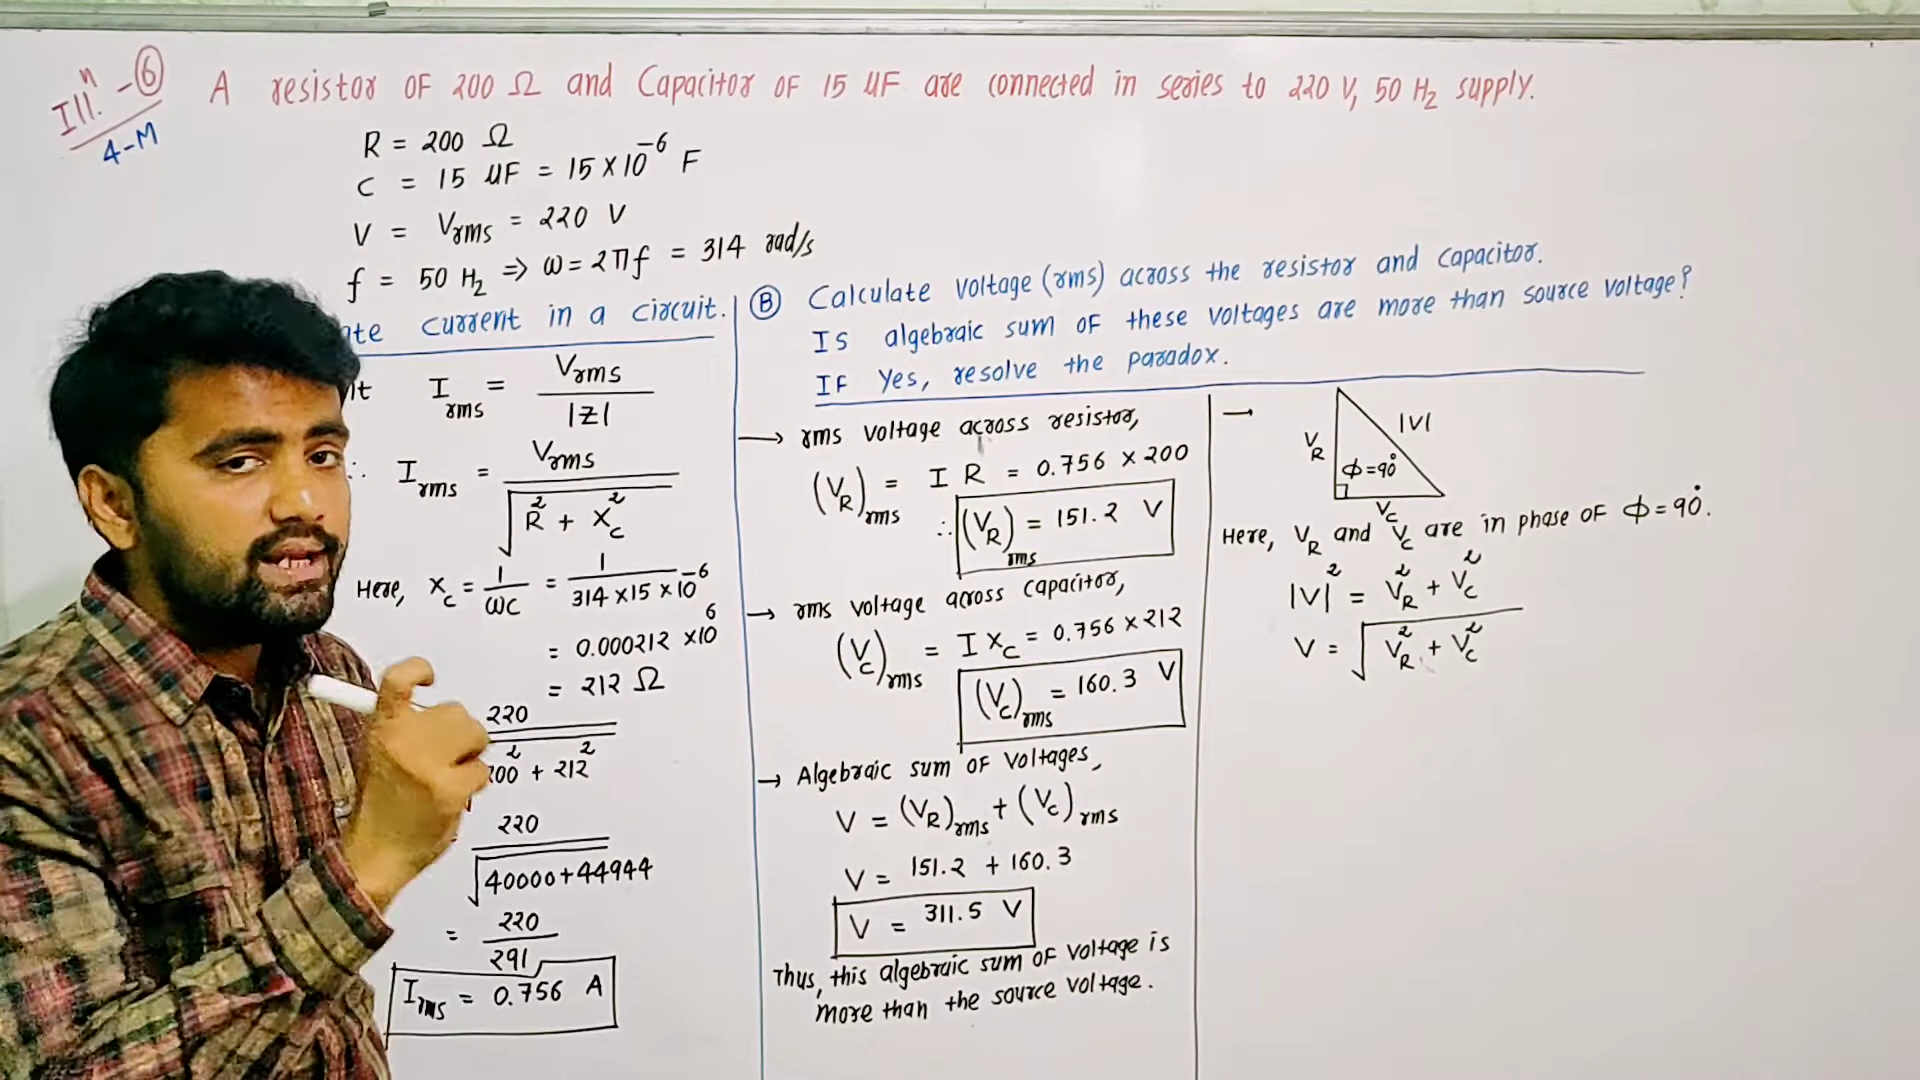 Illⁿ. - ⑥ A resistor OF 200 Ω and Capacitor OF 15 μF are connected in series to 220 V, 50 Hz supply.
4-M
R = 200 Ω
C = 15 μF = 15 × 10⁻⁶ F
V = Vrms = 220 V
f = 50 Hz ⇒ ω = 2πf = 314 rad/s
current in a circuit.
I rms = Vrms / |Z|
∴ Irms = Vrms / √(R² + Xc²)
Here, Xc = 1/ωC = 1/(314 × 15 × 10⁻⁶)
= 0.000212 × 10⁶
= 212 Ω
220 / 200² + 212²
220 / √(40000 + 44944)
= 220 / 291
Irms = 0.756 A
Ⓑ Calculate voltage (rms) across the resistor and capacitor.
Is algebraic sum of these voltages are more than source voltage?
If Yes, resolve the paradox.
→ rms voltage across resistor,
(VR)rms = I R = 0.756 × 200
∴ (VR)rms = 151.2 V
→ rms voltage across capacitor,
(Vc)rms = I Xc = 0.756 × 212
(Vc)rms = 160.3 V
→ Algebraic sum of voltages,
V = (VR)rms + (Vc)rms
V = 151.2 + 160.3
V = 311.5 V
Thus, this algebraic sum of voltage is
more than the source voltage.
→
VR |V|
ϕ = 90°
Vc
Here, VR and Vc are in phase of ϕ = 90°.
|V|² = VR² + Vc²
V = √(VR² + Vc²)